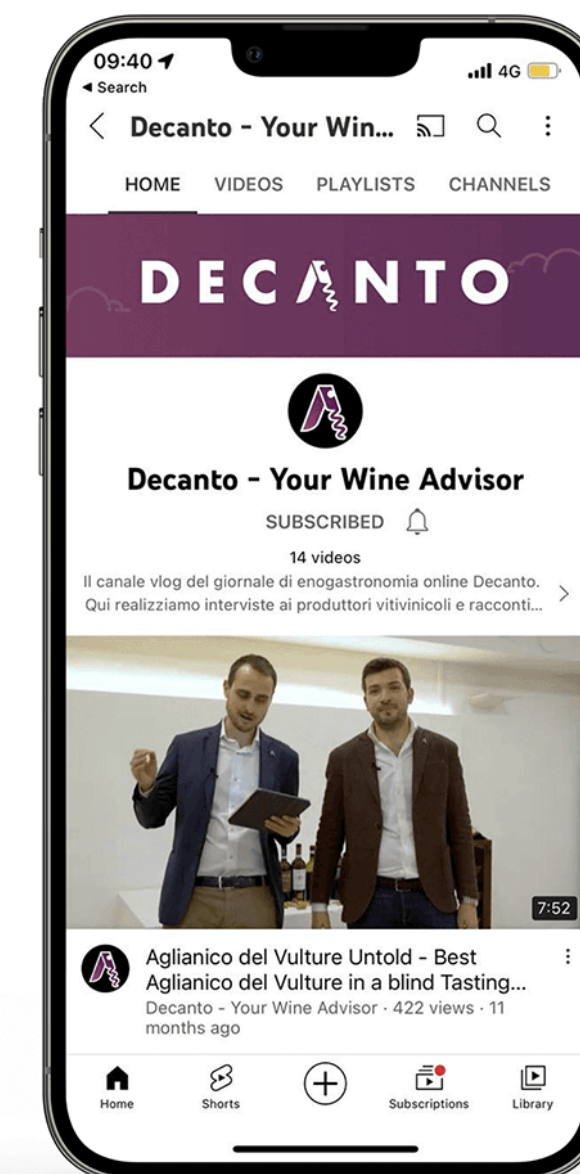 09:40
Search
Decanto - Your Win...
HOME VIDEOS PLAYLISTS CHANNELS
DECANTO
Decanto - Your Wine Advisor
SUBSCRIBED
14 videos
Il canale vlog del giornale di enogastronomia online Decanto.
Qui realizziamo interviste ai produttori vitivinicoli e racconti...
7:52
Aglianico del Vulture Untold - Best
Aglianico del Vulture in a blind Tasting...
Decanto - Your Wine Advisor · 422 views · 11
months ago
Home Shorts Subscriptions Library
4G